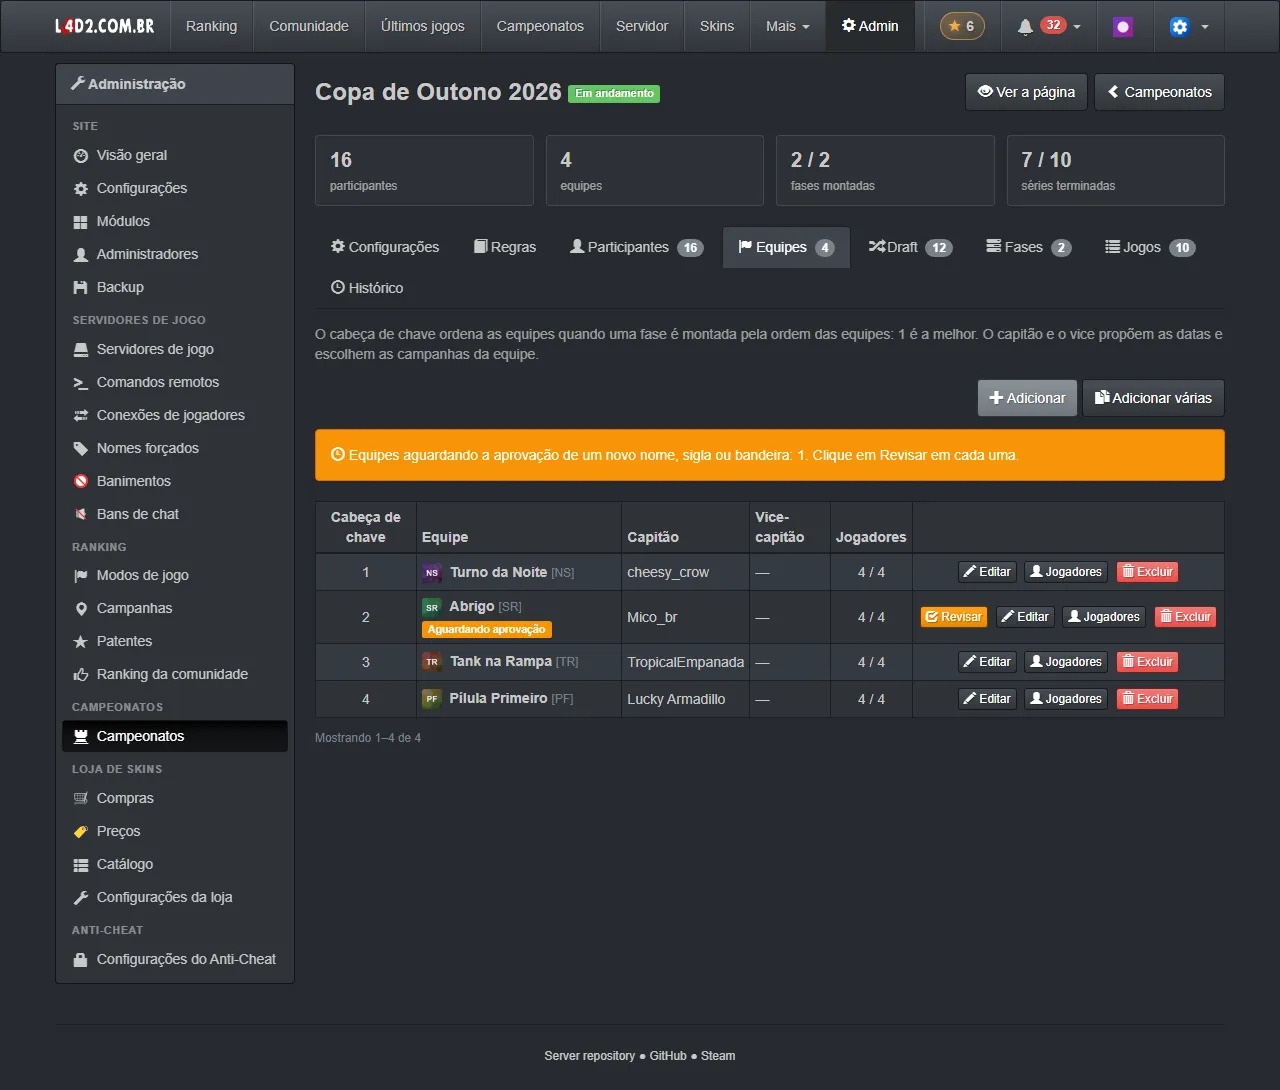 L4D2.COM.BR
Ranking
Comunidade
Últimos jogos
Campeonatos
Servidor
Skins
Mais
Admin
6
32
Administração
SITE
Visão geral
Configurações
Módulos
Administradores
Backup
SERVIDORES DE JOGO
Servidores de jogo
Comandos remotos
Conexões de jogadores
Nomes forçados
Banimentos
Bans de chat
RANKING
Modos de jogo
Campanhas
Patentes
Ranking da comunidade
CAMPEONATOS
Campeonatos
LOJA DE SKINS
Compras
Preços
Catálogo
Configurações da loja
ANTI-CHEAT
Configurações do Anti-Cheat
Copa de Outono 2026 Em andamento
Ver a página
Campeonatos
16
participantes
4
equipes
2 / 2
fases montadas
7 / 10
séries terminadas
Configurações
Regras
Participantes 16
Equipes 4
Draft 12
Fases 2
Jogos 10
Histórico
O cabeça de chave ordena as equipes quando uma fase é montada pela ordem das equipes: 1 é a melhor. O capitão e o vice propõem as datas e
escolhem as campanhas da equipe.
Adicionar
Adicionar várias
Equipes aguardando a aprovação de um novo nome, sigla ou bandeira: 1. Clique em Revisar em cada uma.
Cabeça de chave Equipe Capitão Vice-capitão Jogadores
1 NS Turno da Noite [NS] cheesy_crow — 4 / 4 Editar Jogadores Excluir
2 SR Abrigo [SR] Aguardando aprovação Mico_br — 4 / 4 Revisar Editar Jogadores Excluir
3 TR Tank na Rampa [TR] TropicalEmpanada — 4 / 4 Editar Jogadores Excluir
4 PF Pílula Primeiro [PF] Lucky Armadillo — 4 / 4 Editar Jogadores Excluir
Mostrando 1–4 de 4
Server repository ● GitHub ● Steam